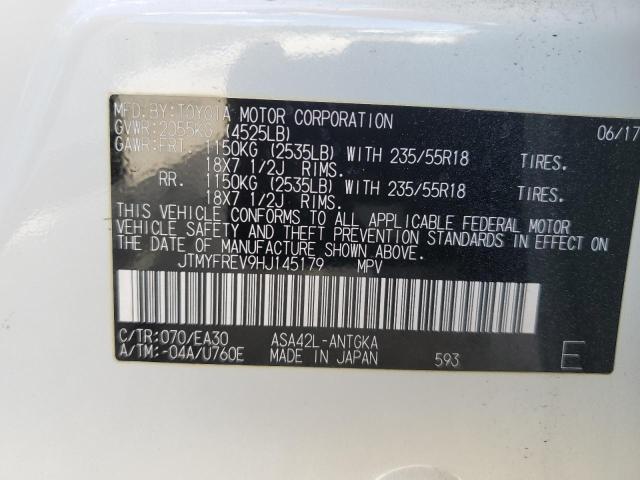 MFD.BY:TOYOTA MOTOR CORPORATION 06/17
GVWR:2055KG (4525LB)
GAWR:FRT. 1150KG (2535LB) WITH 235/55R18 TIRES.
18X7 1/2J RIMS.
RR. 1150KG (2535LB) WITH 235/55R18 TIRES.
18X7 1/2J RIMS.
THIS VEHICLE CONFORMS TO ALL APPLICABLE FEDERAL MOTOR
VEHICLE SAFETY AND THEFT PREVENTION STANDARDS IN EFFECT ON
THE DATE OF MANUFACTURE SHOWN ABOVE.
JTMYFREV9HJ145179 MPV
C/TR:070/EA30 ASA42L-ANTGKA
A/TM:-04A/U760E MADE IN JAPAN 593 E